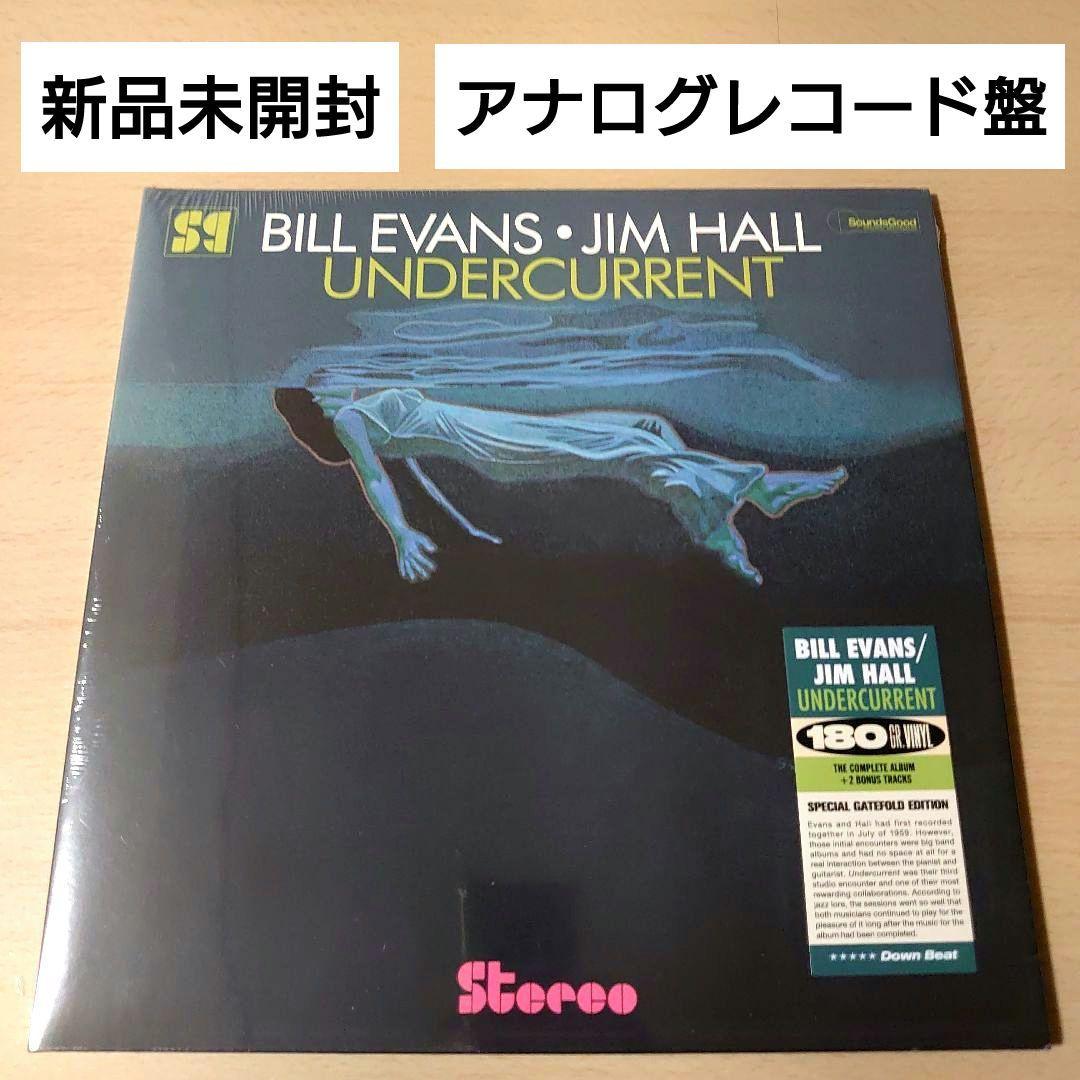 新品未開封
アナログレコード盤
SG
BILL EVANS • JIM HALL
UNDERCURRENT
SoundsGood
BILL EVANS/
JIM HALL
UNDERCURRENT
180 GR. VINYL
THE COMPLETE ALBUM
+2 BONUS TRACKS
SPECIAL GATEFOLD EDITION
Evans and Hall had first recorded
together in July of 1959. However,
those initial encounters were big band
albums and had no space at all for a
real interaction between the pianist and
guitarist. Undercurrent was their third
studio encounter and one of their most
rewarding collaborations. According to
jazz lore, the sessions went so well that
both musicians continued to play for the
pleasure of it long after the music for the
album had been completed.
★★★★★ Down Beat
Stereo